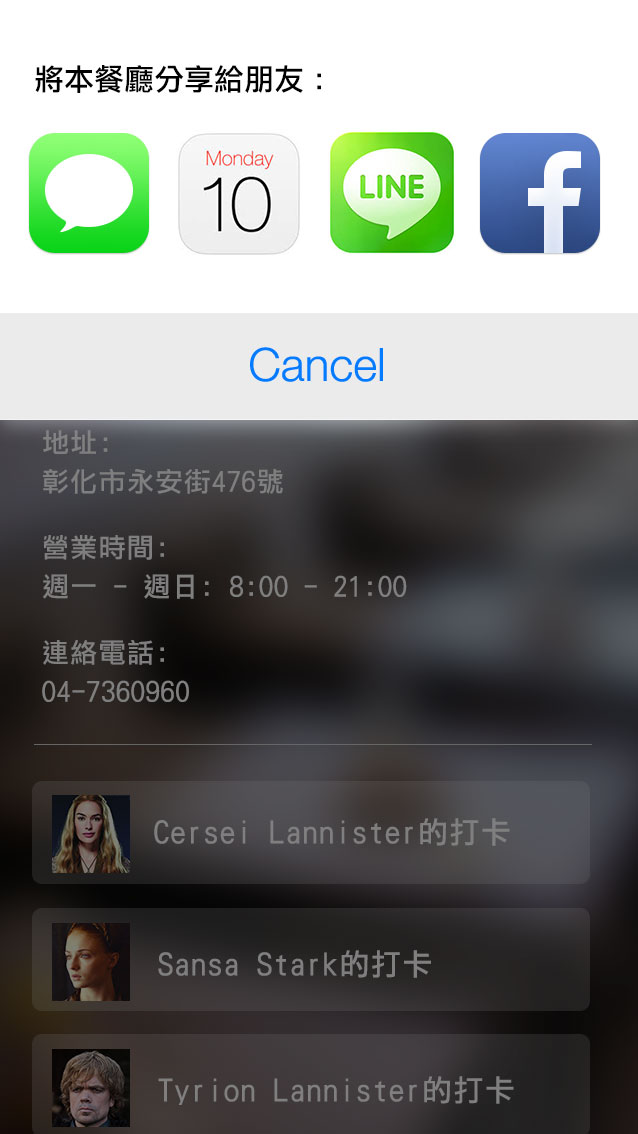 將本餐廳分享給朋友：
Monday
10
LINE
f
Cancel
地址:
彰化市永安街476號
營業時間:
週一 - 週日: 8:00 - 21:00
連絡電話:
04-7360960
Cersei Lannister的打卡
Sansa Stark的打卡
Tyrion Lannister的打卡